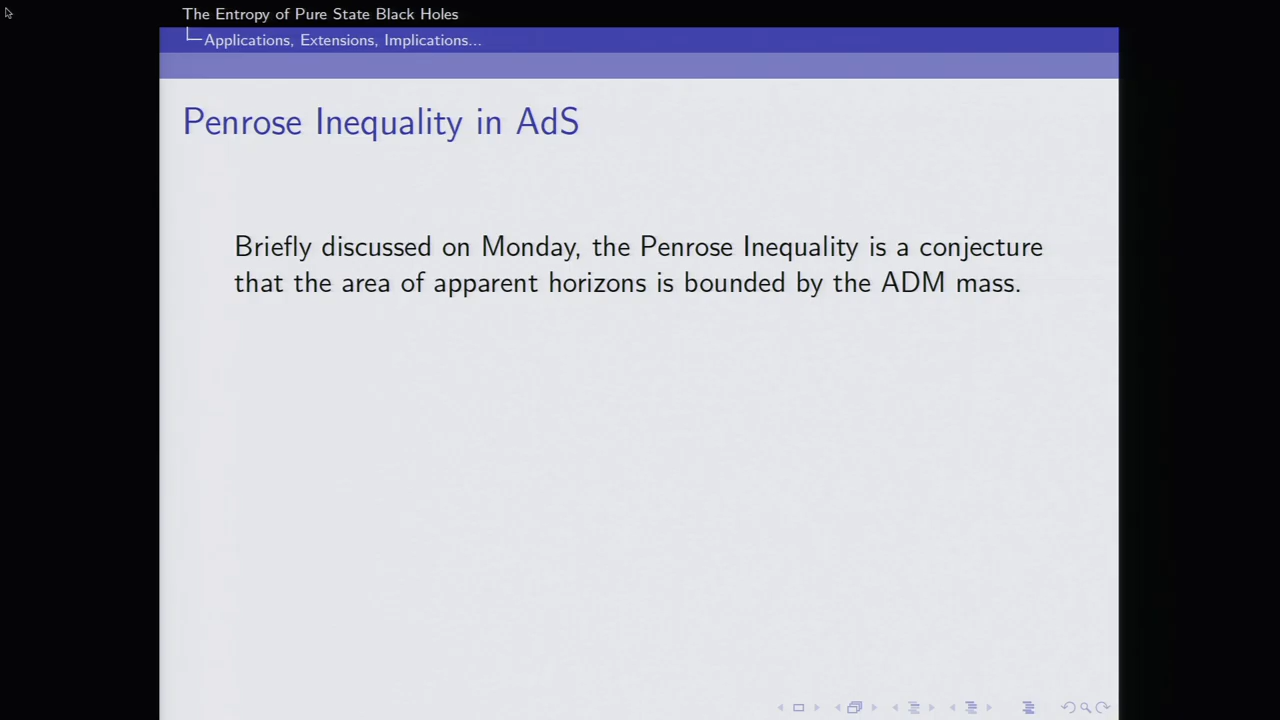 The Entropy of Pure State Black Holes
Applications, Extensions, Implications...
Penrose Inequality in AdS
Briefly discussed on Monday, the Penrose Inequality is a conjecture
that the area of apparent horizons is bounded by the ADM mass.